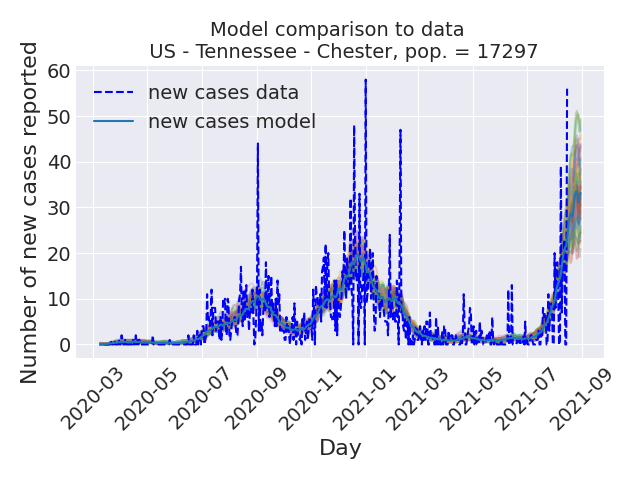 Model comparison to data
US - Tennessee - Chester, pop. = 17297
Number of new cases reported
60
50
40
30
20
10
0
new cases data
new cases model
2020-03
2020-05
2020-07
2020-09
2020-11
2021-01
2021-03
2021-05
2021-07
2021-09
Day